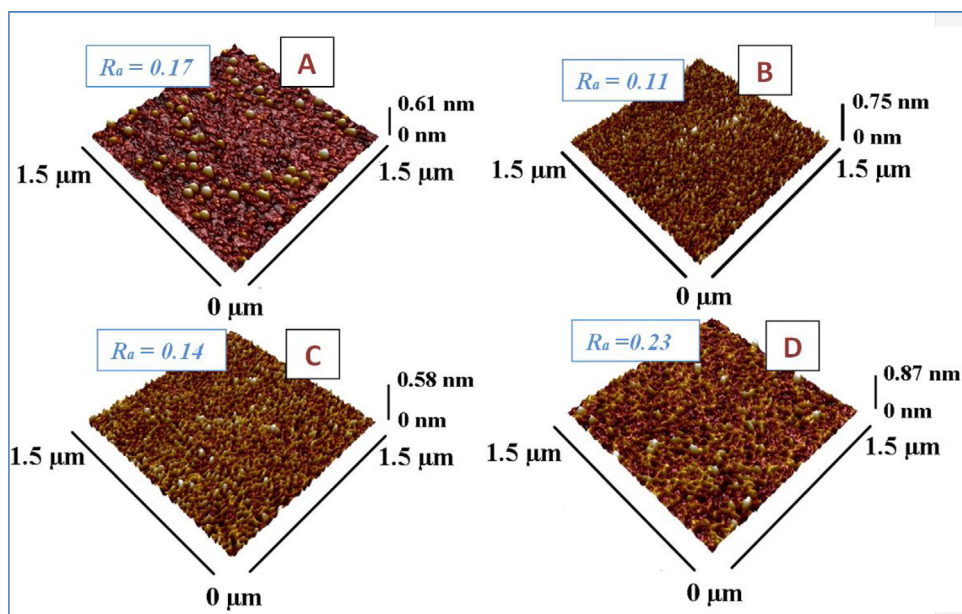 Ra = 0.17
A
0.61 nm
0 nm
1.5 µm
1.5 µm
0 µm
Ra = 0.11
B
0.75 nm
0 nm
1.5 µm
1.5 µm
0 µm
Ra = 0.14
C
0.58 nm
0 nm
1.5 µm
1.5 µm
0 µm
Ra =0.23
D
0.87 nm
0 nm
1.5 µm
1.5 µm
0 µm